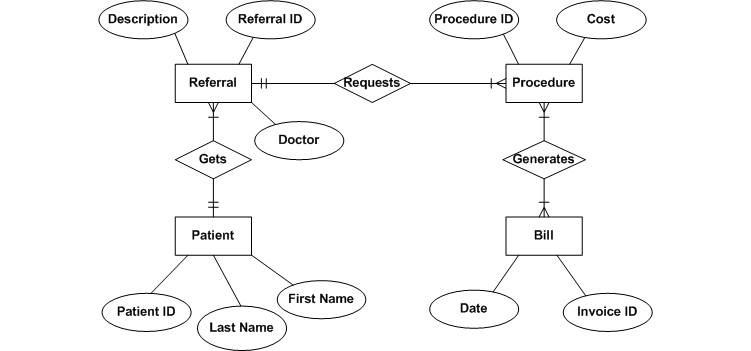 Description
Referral ID
Procedure ID
Cost
Referral
Requests
Procedure
Doctor
Gets
Generates
Patient
Bill
Patient ID
Last Name
First Name
Date
Invoice ID